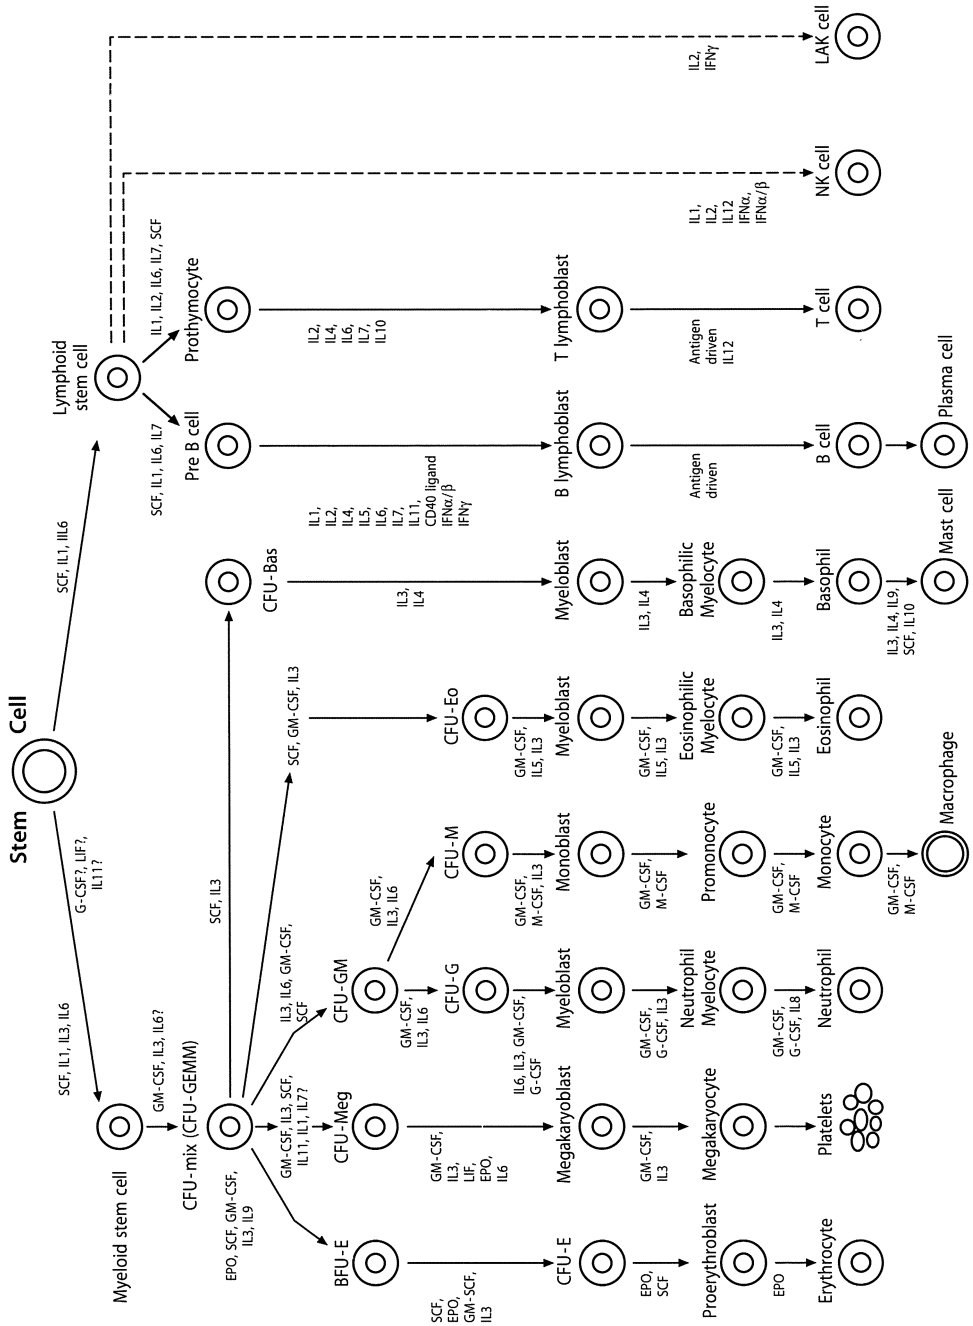 Stem Cell
G-CSF?, LIF?,
IL11?
SCF, IL1, IL3, IL6
SCF, IL1, IIL6
Myeloid stem cell
Lymphoid
stem cell
GM-CSF, IL3, IL6?
SCF, IL1, IL6, IL7
IL1, IL2, IL6, IL7, SCF
CFU-mix (CFU-GEMM)
SCF, IL3
Pre B cell
Prothymocyte
EPO, SCF, GM-CSF,
IL3, IL9
GM-CSF, IL3, SCF,
IL11, IL1, IL7?
IL3, IL6, GM-CSF,
SCF
SCF, GM-CSF, IL3
CFU-Bas
BFU-E
CFU-Meg
CFU-GM
GM-CSF,
IL3, IL6
GM-CSF,
IL3, IL6
IL3,
IL4
IL1,
IL2,
IL4,
IL5,
IL6,
IL7,
IL11,
CD40 ligand
IFNα/β
IFNγ
IL2,
IL4,
IL6,
IL7,
IL10
CFU-G
CFU-M
CFU-Eo
SCF,
EPO,
GM-SCF,
IL3
GM-CSF,
IL3,
LIF,
EPO,
IL6
IL6, IL3, GM-CSF,
G-CSF
GM-CSF,
M-CSF, IL3
GM-CSF,
IL5, IL3
CFU-E
Megakaryoblast
Myeloblast
Monoblast
Myeloblast
Myeloblast
B lymphoblast
T lymphoblast
EPO,
SCF
GM-CSF,
IL3
GM-CSF,
G-CSF, IL3
GM-CSF,
M-CSF
GM-CSF,
IL5, IL3
IL3, IL4
Antigen
driven
Antigen
driven
IL12
IL1,
IL2,
IL12
IFNα,
IFNα/β
IL2,
IFNγ
Proerythroblast
Megakaryocyte
Neutrophil
Myelocyte
Promonocyte
Eosinophilic
Myelocyte
Basophilic
Myelocyte
EPO
GM-CSF,
G-CSF, IL8
GM-CSF,
M-CSF
GM-CSF,
IL5, IL3
IL3, IL4
Erythrocyte
Platelets
Neutrophil
Monocyte
Eosinophil
Basophil
B cell
T cell
NK cell
LAK cell
GM-CSF,
M-CSF
IL3, IL4, IL9,
SCF, IL10
Macrophage
Mast cell
Plasma cell